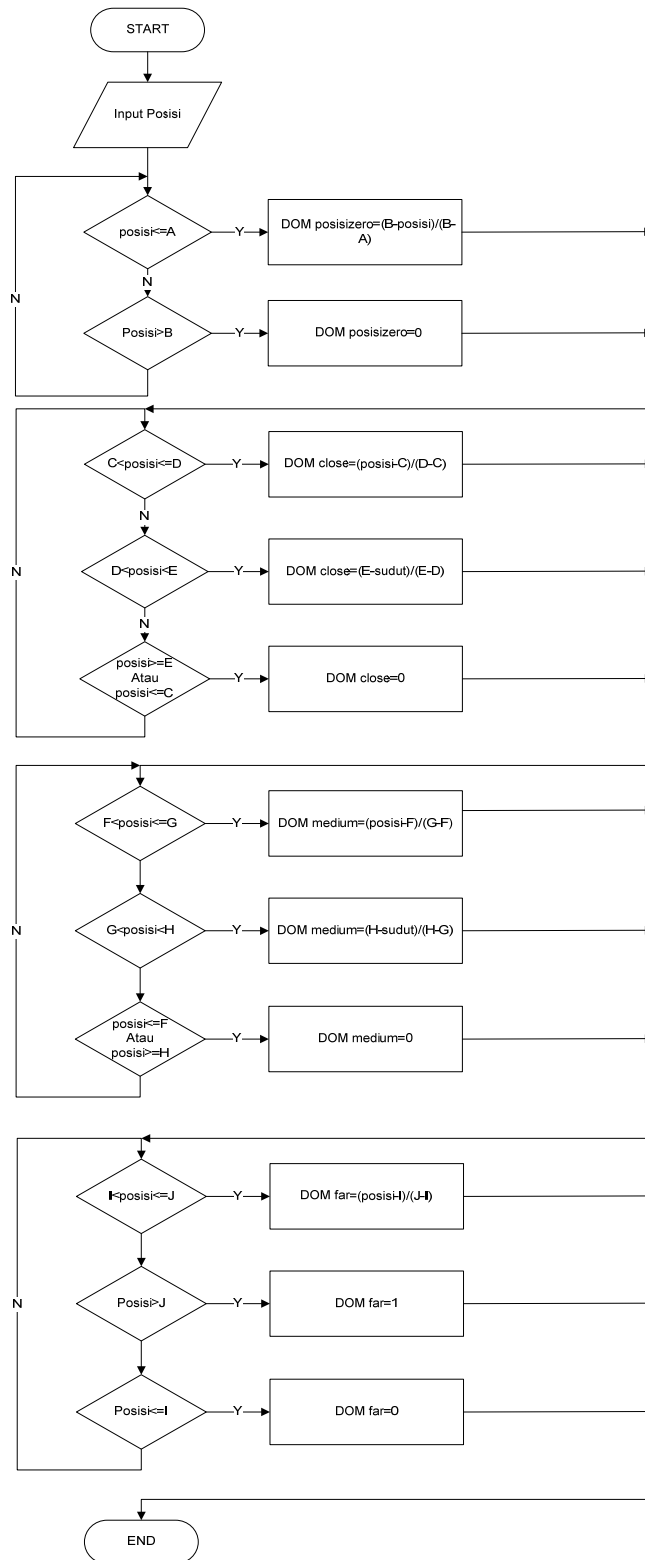 START
Input Posisi
posisi<=A
Y
DOM posisizero=(B-posisi)/(B-
A)
N
N
Posisi>B
Y
DOM posisizero=0
C<posisi<=D
Y
DOM close=(posisi-C)/(D-C)
N
N
D<posisi<E
Y
DOM close=(E-sudut)/(E-D)
N
posisi>=E
Atau
posisi<=C
Y
DOM close=0
F<posisi<=G
Y
DOM medium=(posisi-F)/(G-F)
N
G<posisi<H
Y
DOM medium=(H-sudut)/(H-G)
posisi<=F
Atau
posisi>=H
Y
DOM medium=0
I<posisi<=J
Y
DOM far=(posisi-I)/(J-I)
N
Posisi>J
Y
DOM far=1
Posisi<=I
Y
DOM far=0
END